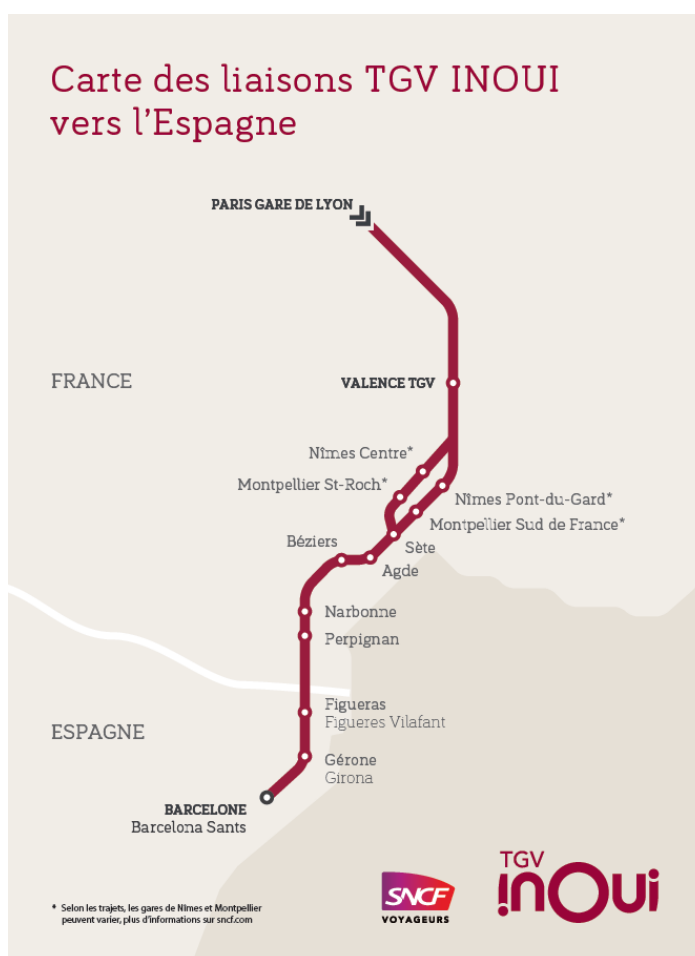 Carte des liaisons TGV INOUI
vers l'Espagne
PARIS GARE DE LYON
FRANCE
VALENCE TGV
Nîmes Centre*
Montpellier St-Roch*
Nîmes Pont-du-Gard*
Montpellier Sud de France*
Béziers
Sète
Agde
Narbonne
Perpignan
Figueras
Figueres Vilafant
ESPAGNE
Gérone
Girona
BARCELONE
Barcelona Sants
* Selon les trajets, les gares de Nîmes et Montpellier
peuvent varier, plus d'informations sur sncf.com
SNCF
VOYAGEURS
TGV
inOui